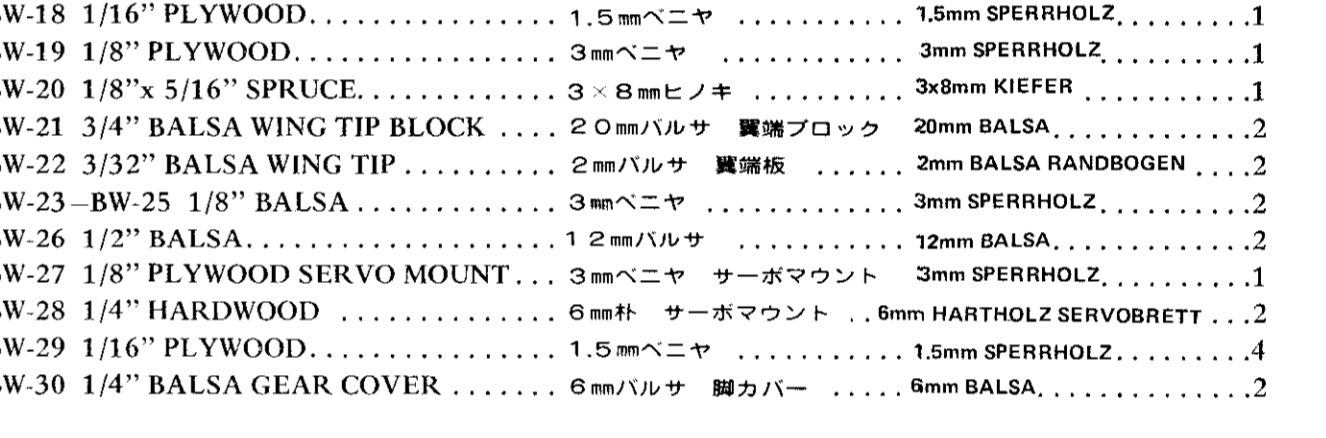 W-18 1/16” PLYWOOD................ 1.5㎜ベニヤ ............ 1.5mm SPERRHOLZ.........1
W-19 1/8” PLYWOOD................. 3㎜ベニヤ ............. 3mm SPERRHOLZ..........1
W-20 1/8”x 5/16” SPRUCE............ 3×8㎜ヒノキ .......... 3x8mm KIEFER ...........1
W-21 3/4” BALSA WING TIP BLOCK .... 20㎜バルサ 翼端ブロック 20mm BALSA.............2
W-22 3/32” BALSA WING TIP.......... 2㎜バルサ 翼端板 ...... 2mm BALSA RANDBOGEN ....2
W-23–BW-25 1/8” BALSA............. 3㎜ベニヤ ............. 3mm SPERRHOLZ..........2
W-26 1/2” BALSA.................... 12㎜バルサ ........... 12mm BALSA.............2
W-27 1/8” PLYWOOD SERVO MOUNT... 3㎜ベニヤ サーボマウント 3mm SPERRHOLZ..........1
W-28 1/4” HARDWOOD .............. 6㎜朴 サーボマウント .. 6mm HARTHOLZ SERVOBRETT ...2
W-29 1/16” PLYWOOD................ 1.5㎜ベニヤ ............ 1.5mm SPERRHOLZ.........4
W-30 1/4” BALSA GEAR COVER ....... 6㎜バルサ 脚カバー ..... 6mm BALSA..............2